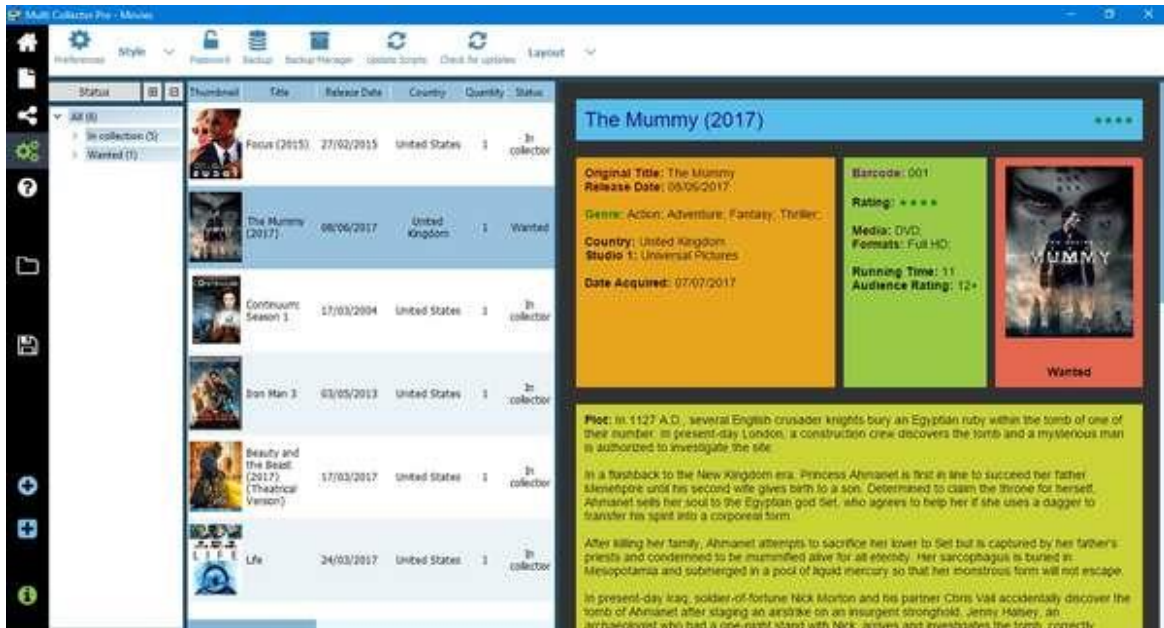 Multi Collector Pro - Movies
Preferences
Style
Password
Backup
Backup Manager
Update Scripts
Check for updates
Layout
Status
All (6)
In collection (5)
Wanted (1)
Thumbnail Title Release Date Country Quantity Status
Focus (2015) 27/02/2015 United States 1 In collection
The Mummy (2017) 08/06/2017 United Kingdom 1 Wanted
Continuum: Season 1 17/03/2004 United States 1 In collection
Iron Man 3 03/05/2013 United States 1 In collection
Beauty and the Beast (2017) (Theatrical Version) 17/03/2017 United States 1 In collection
LIFE
Life 24/03/2017 United States 1 In collection
The Mummy (2017)
Original Title: The Mummy
Release Date: 08/06/2017
Genre: Action; Adventure; Fantasy; Thriller;
Country: United Kingdom
Studio 1: Universal Pictures
Date Acquired: 07/07/2017
Barcode: 001
Rating:
Media: DVD;
Formats: Full HD;
Running Time: 11
Audience Rating: 12+
MUMMY
Wanted
Plot: In 1127 A.D., several English crusader knights bury an Egyptian ruby within the tomb of one of
their number. In present-day London, a construction crew discovers the tomb and a mysterious man
is authorized to investigate the site.
In a flashback to the New Kingdom era, Princess Ahmanet is first in line to succeed her father
Menehptre until his second wife gives birth to a son. Determined to claim the throne for herself,
Ahmanet sells her soul to the Egyptian god Set, who agrees to help her if she uses a dagger to
transfer his spirit into a corporeal form.
After killing her family, Ahmanet attempts to sacrifice her lover to Set but is captured by her father's
priests and condemned to be mummified alive for all eternity. Her sarcophagus is buried in
Mesopotamia and submerged in a pool of liquid mercury so that her monstrous form will not escape.
In present-day Iraq, soldier-of-fortune Nick Morton and his partner Chris Vail accidentally discover the
tomb of Ahmanet after staging an airstrike on an insurgent stronghold. Jenny Halsey, an
archaeologist who had a one-night stand with Nick, arrives and investigates the tomb, correctly